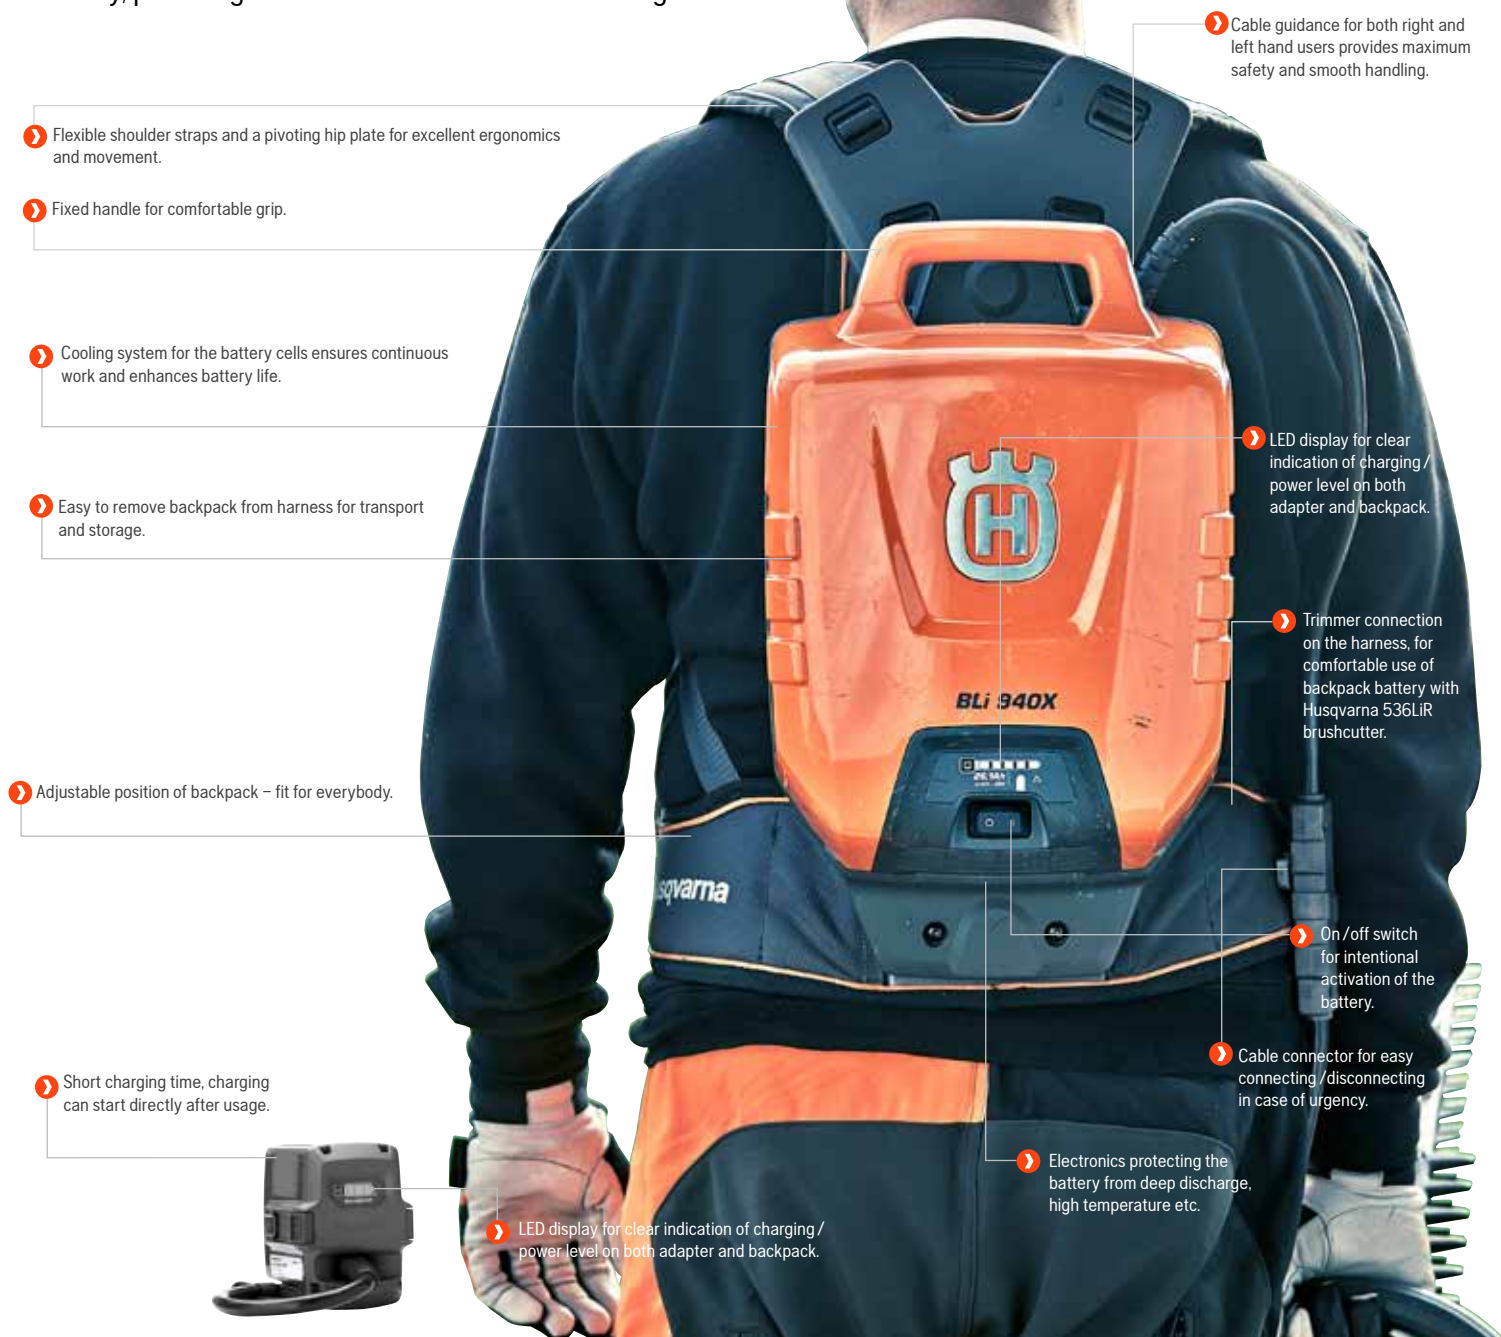 Cable guidance for both right and
left hand users provides maximum
safety and smooth handling.
Flexible shoulder straps and a pivoting hip plate for excellent ergonomics
and movement.
Fixed handle for comfortable grip.
Cooling system for the battery cells ensures continuous
work and enhances battery life.
LED display for clear
indication of charging /
power level on both
adapter and backpack.
Easy to remove backpack from harness for transport
and storage.
H
Trimmer connection
on the harness, for
comfortable use of
backpack battery with
Husqvarna 536LiR
brushcutter.
BLi 940X
Adjustable position of backpack – fit for everybody.
sqvarna
On / off switch
for intentional
activation of the
battery.
Cable connector for easy
connecting / disconnecting
in case of urgency.
Short charging time, charging
can start directly after usage.
Electronics protecting the
battery from deep discharge,
high temperature etc.
LED display for clear indication of charging /
power level on both adapter and backpack.